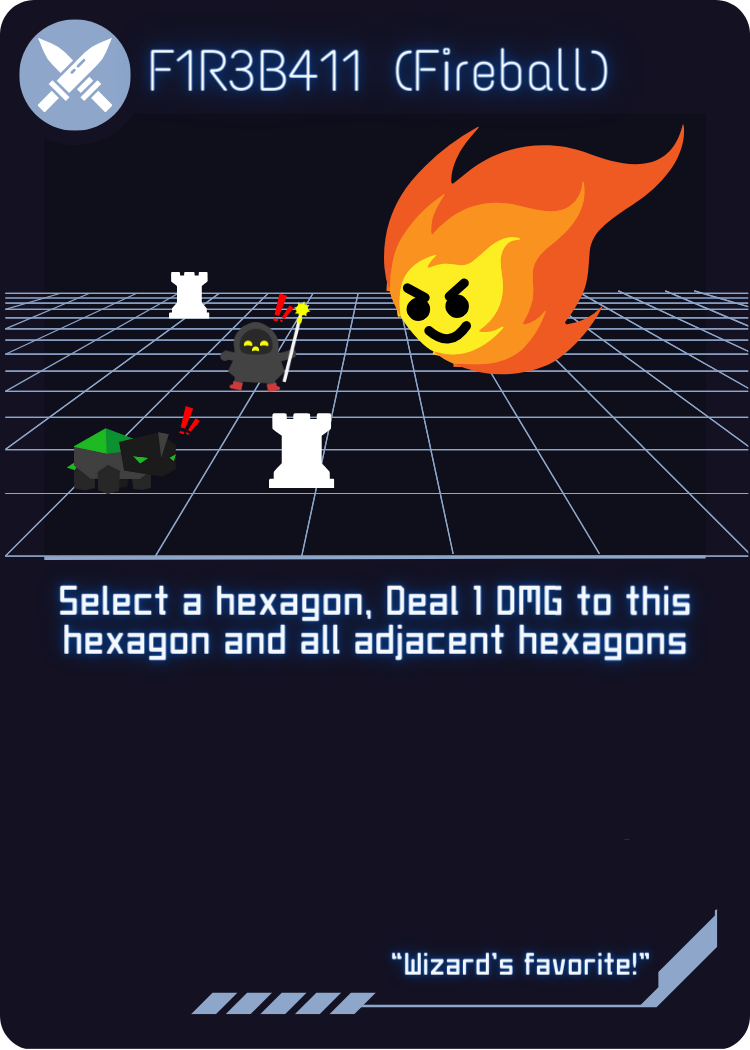 F1R3B411 (Fireball)
Select a hexagon, Deal 1 DMG to this
hexagon and all adjacent hexagons
“Wizard’s favorite!”